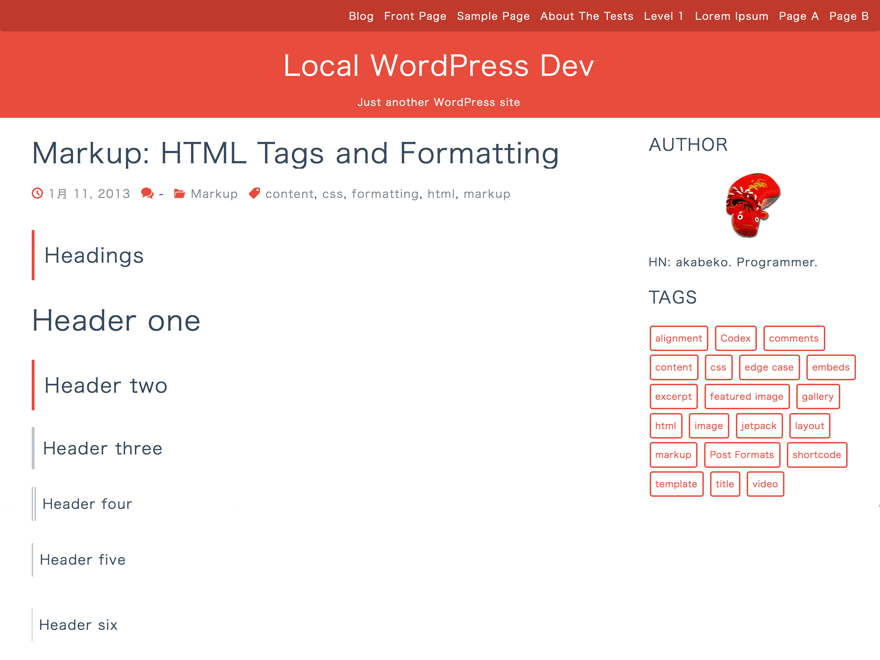 Blog Front Page Sample Page About The Tests Level 1 Lorem Ipsum Page A Page B
Local WordPress Dev
Just another WordPress site
Markup: HTML Tags and Formatting
1月 11, 2013 - Markup content, css, formatting, html, markup
Headings
Header one
Header two
Header three
Header four
Header five
Header six
AUTHOR
HN: akabeko. Programmer.
TAGS
alignment Codex comments
content css edge case embeds
excerpt featured image gallery
html image jetpack layout
markup Post Formats shortcode
template title video